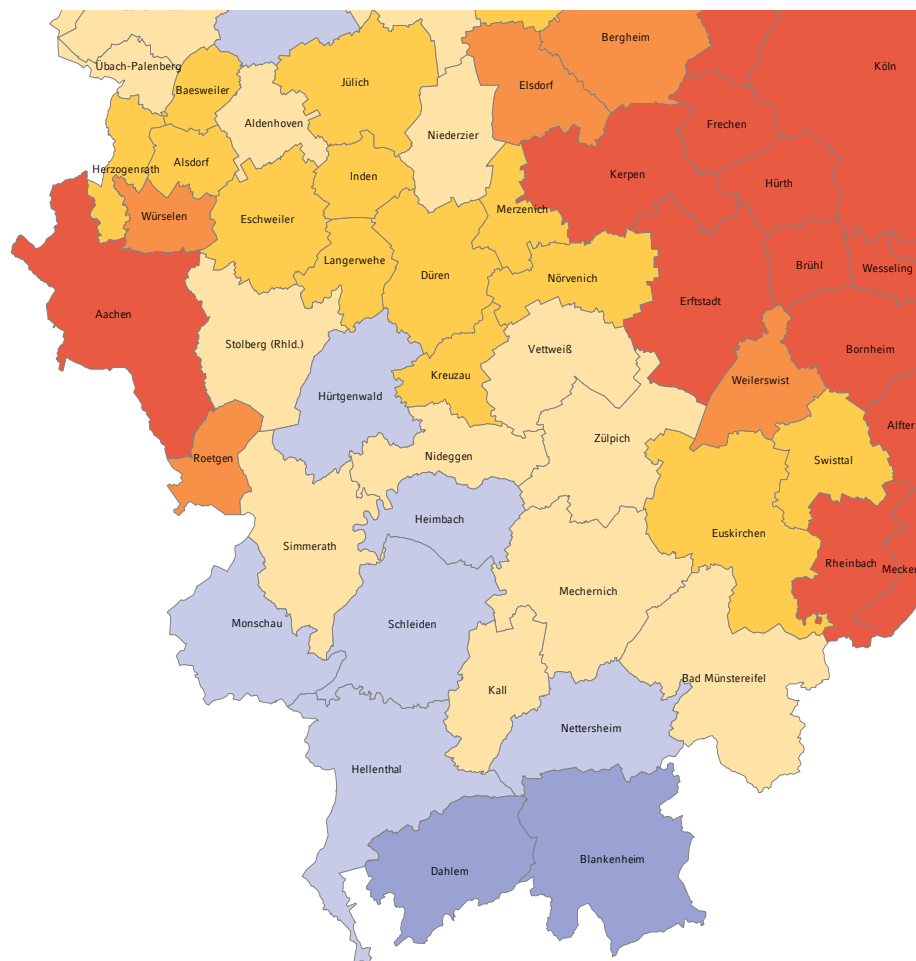 Bergheim
Köln
Übach-Palenberg
Baesweiler
Jülich
Elsdorf
Aldenhoven
Niederzier
Frechen
Herzogenrath
Alsdorf
Inden
Kerpen
Hürth
Würselen
Eschweiler
Merzenich
Langerwehe
Düren
Nörvenich
Brühl
Wesseling
Erftstadt
Aachen
Stolberg (Rhld.)
Vettweiß
Bornheim
Kreuzau
Weilerswist
Hürtgenwald
Alfter
Zülpich
Roetgen
Nideggen
Swisttal
Heimbach
Euskirchen
Simmerath
Rheinbach
Mecken
Mechernich
Monschau
Schleiden
Bad Münstereifel
Kall
Nettersheim
Hellenthal
Blankenheim
Dahlem